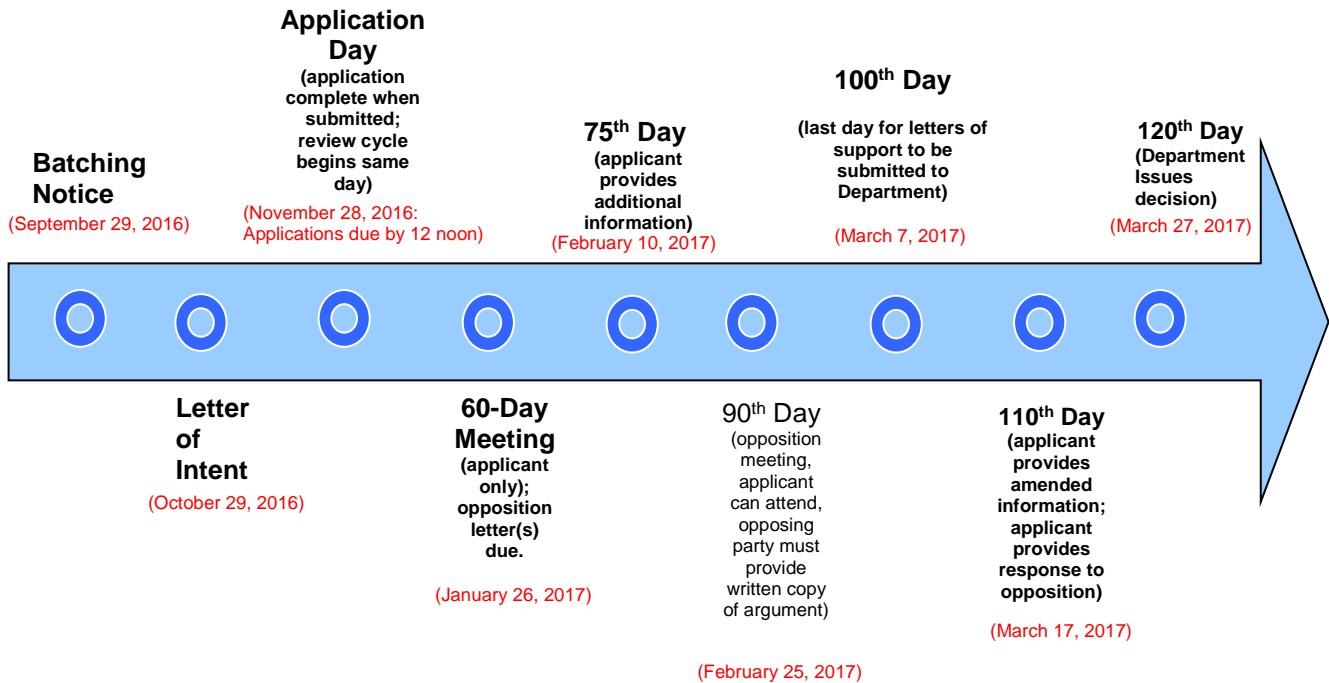 Batching
Notice
(September 29, 2016)
Letter
of
Intent
(October 29, 2016)
Application
Day
(application
complete when
submitted;
review cycle
begins same
day)
(November 28, 2016:
Applications due by 12 noon)
60-Day
Meeting
(applicant
only);
opposition
letter(s)
due.
(January 26, 2017)
75th Day
(applicant
provides
additional
information)
(February 10, 2017)
90th Day
(opposition
meeting,
applicant
can attend,
opposing
party must
provide
written copy
of argument)
(February 25, 2017)
100th Day
(last day for letters of
support to be
submitted to
Department)
(March 7, 2017)
110th Day
(applicant
provides
amended
information;
applicant
provides
response to
opposition)
(March 17, 2017)
120th Day
(Department
Issues
decision)
(March 27, 2017)